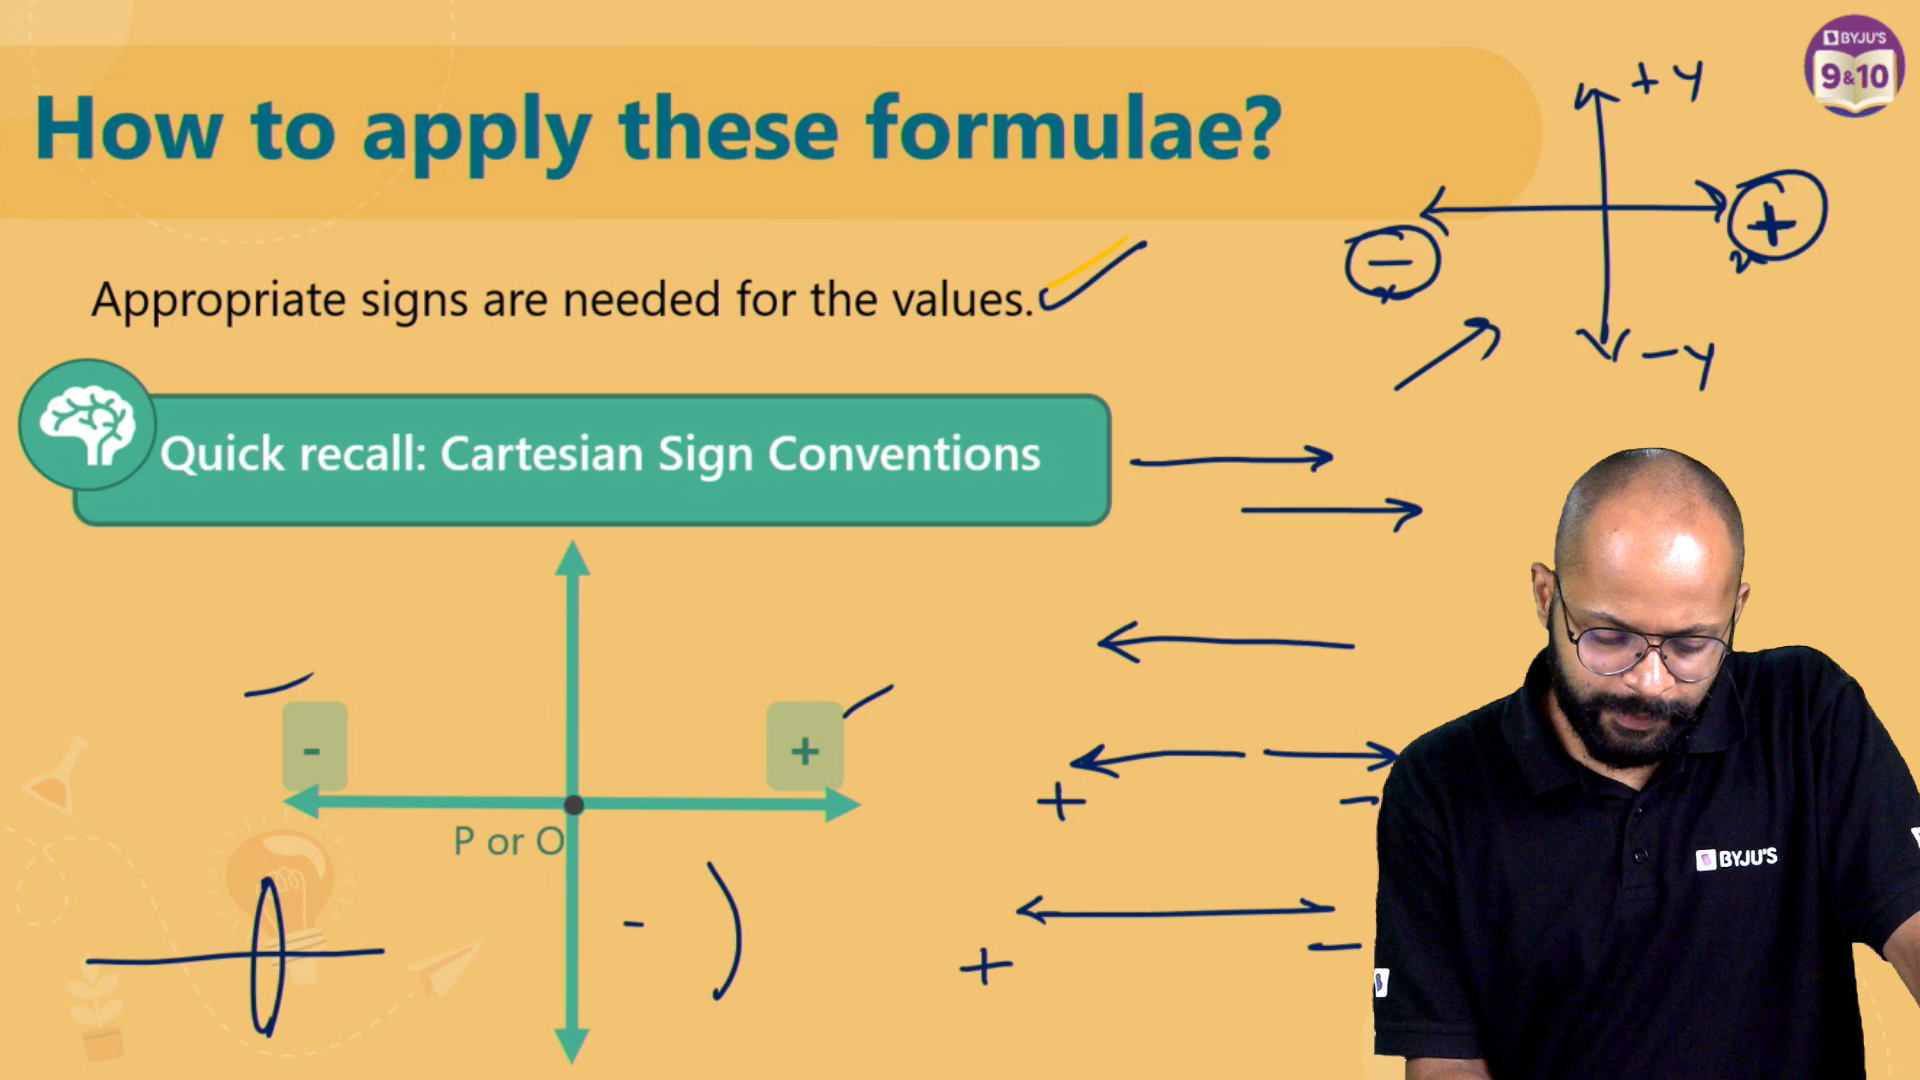 BYJU'S
9&10
How to apply these formulae?
+y
+
x
-
x
-y
Appropriate signs are needed for the values.
Quick recall: Cartesian Sign Conventions
-
+
P or O
-
+
-
+
-
BYJU'S